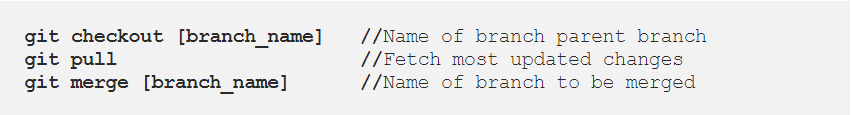 git checkout [branch_name] //Name of branch parent branch
git pull //Fetch most updated changes
git merge [branch_name] //Name of branch to be merged